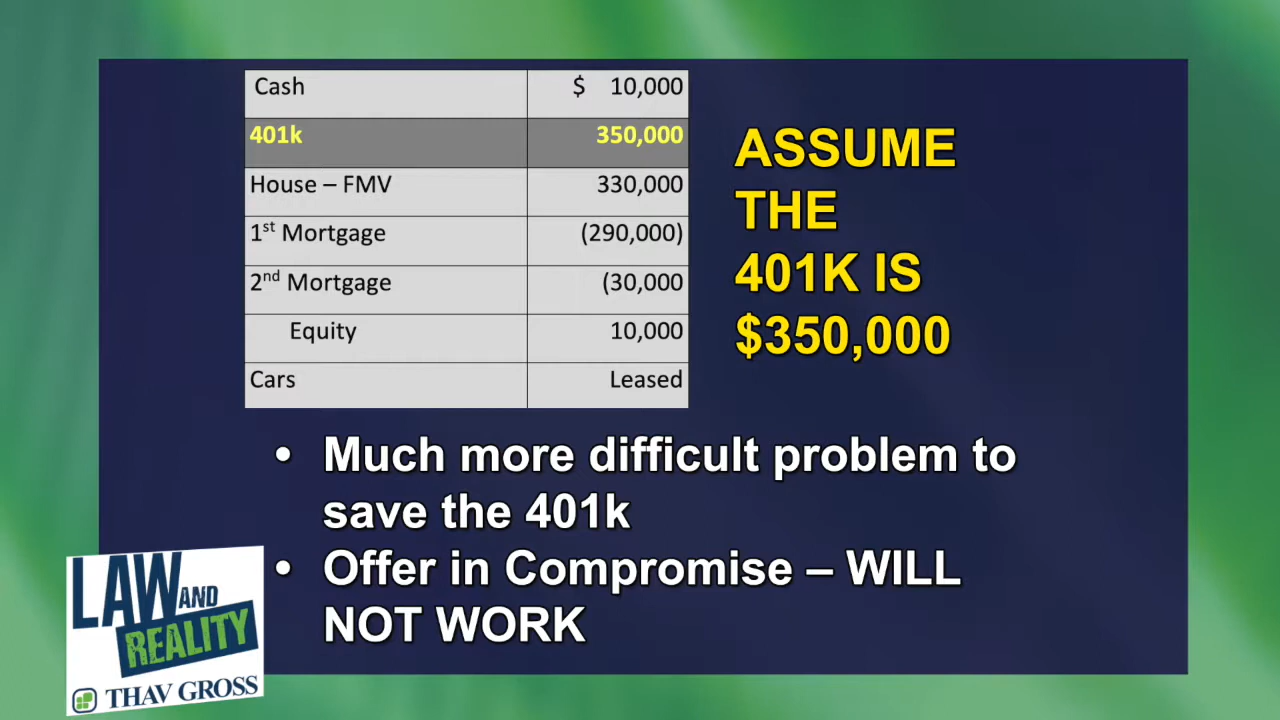 Cash $ 10,000
401k 350,000
House – FMV 330,000
1st Mortgage (290,000)
2nd Mortgage (30,000
Equity 10,000
Cars Leased
ASSUME
THE
401K IS
$350,000
• Much more difficult problem to
save the 401k
• Offer in Compromise – WILL
NOT WORK
LAW AND
REALITY
THAV GROSS